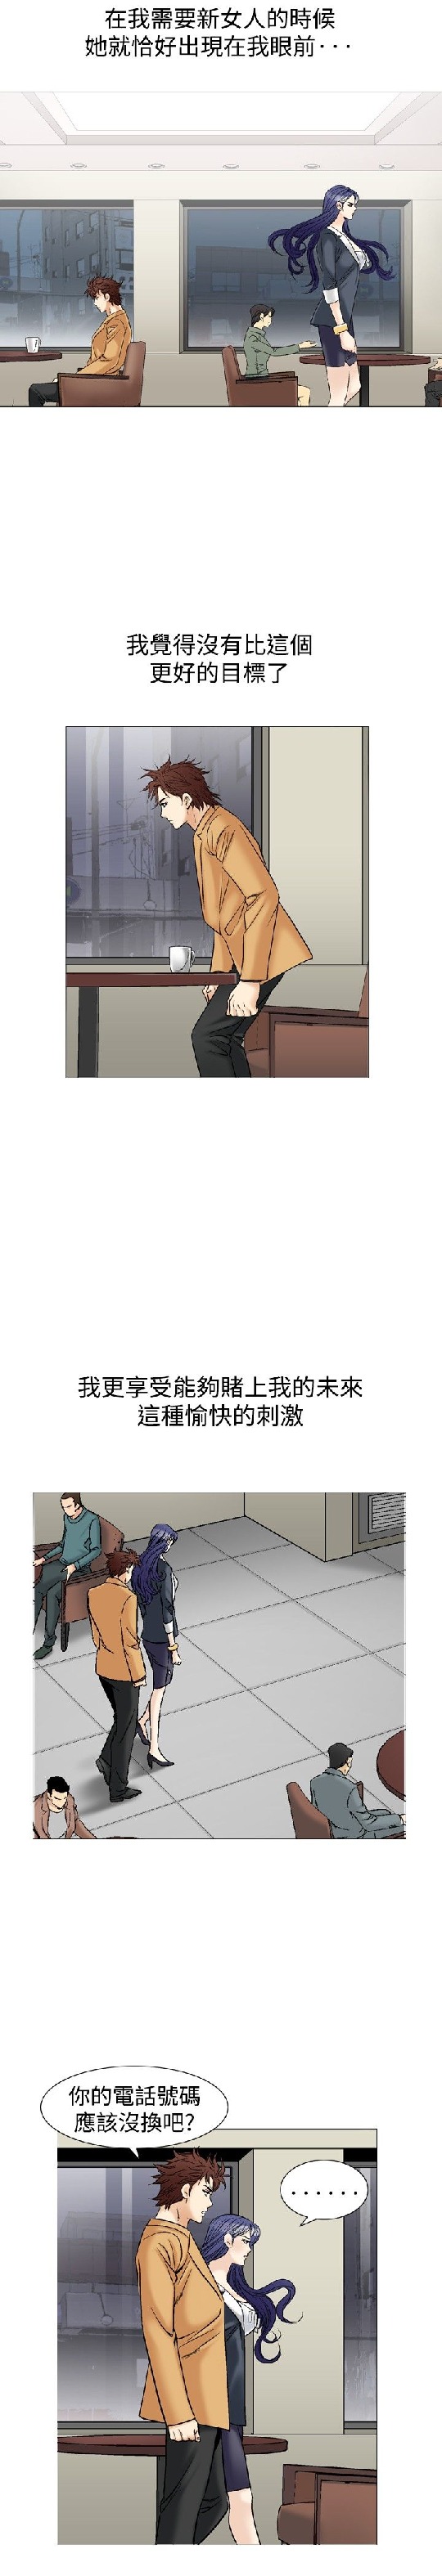 在我需要新女人的時候
她就恰好出現在我眼前···
我覺得沒有比這個
更好的目標了
我更享受能夠賭上我的未來
這種愉快的刺激
你的電話號碼
應該沒換吧?
······